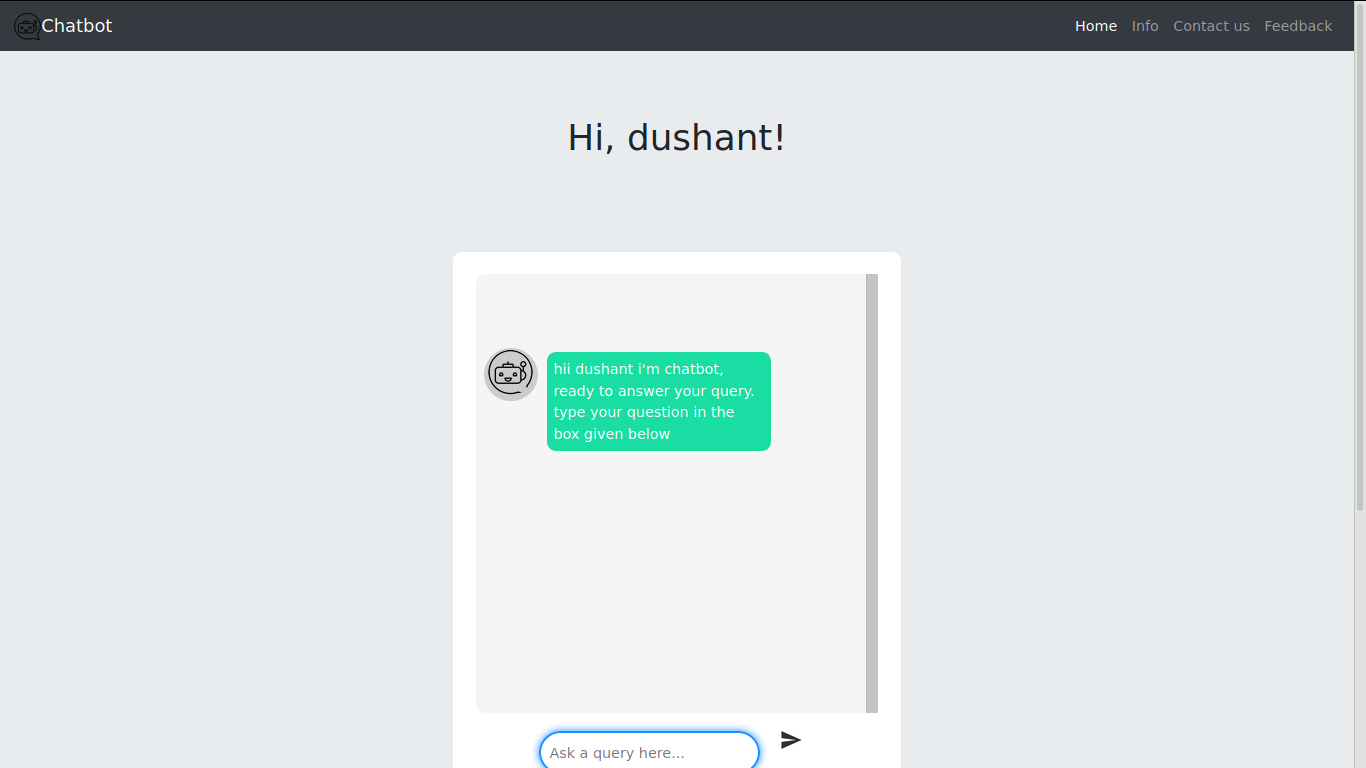 Chatbot
Home Info Contact us Feedback
Hi, dushant!
hii dushant i'm chatbot,
ready to answer your query.
type your question in the
box given below
Ask a query here...